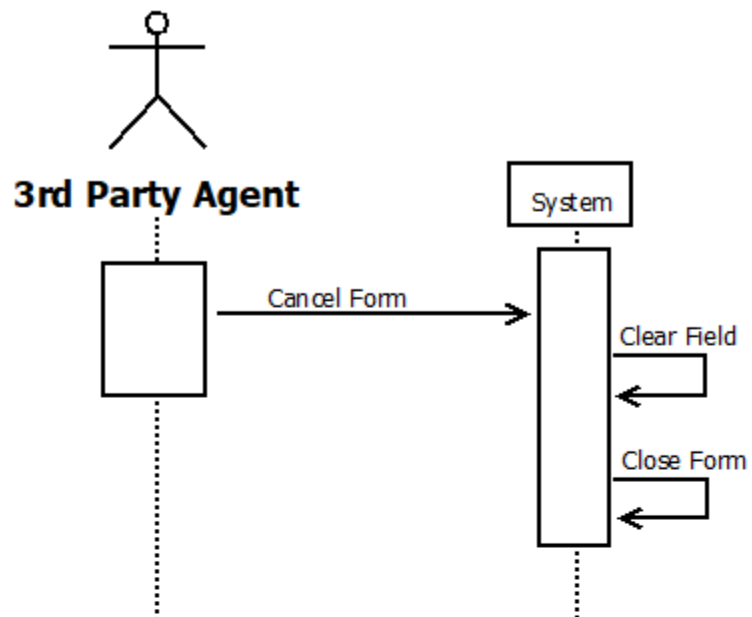 3rd Party Agent
System
Cancel Form
Clear Field
Close Form